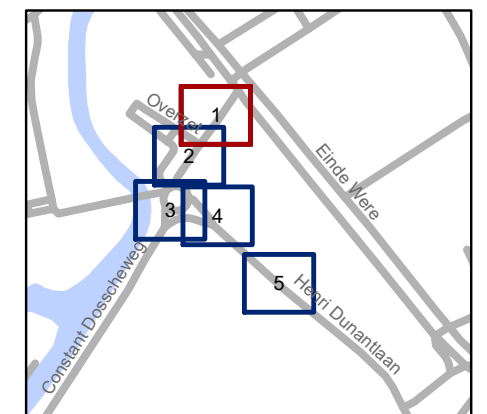 Overzet
1
2
Einde Were
3
4
5
Constant Dosscheweg
Henri Dunantlaan